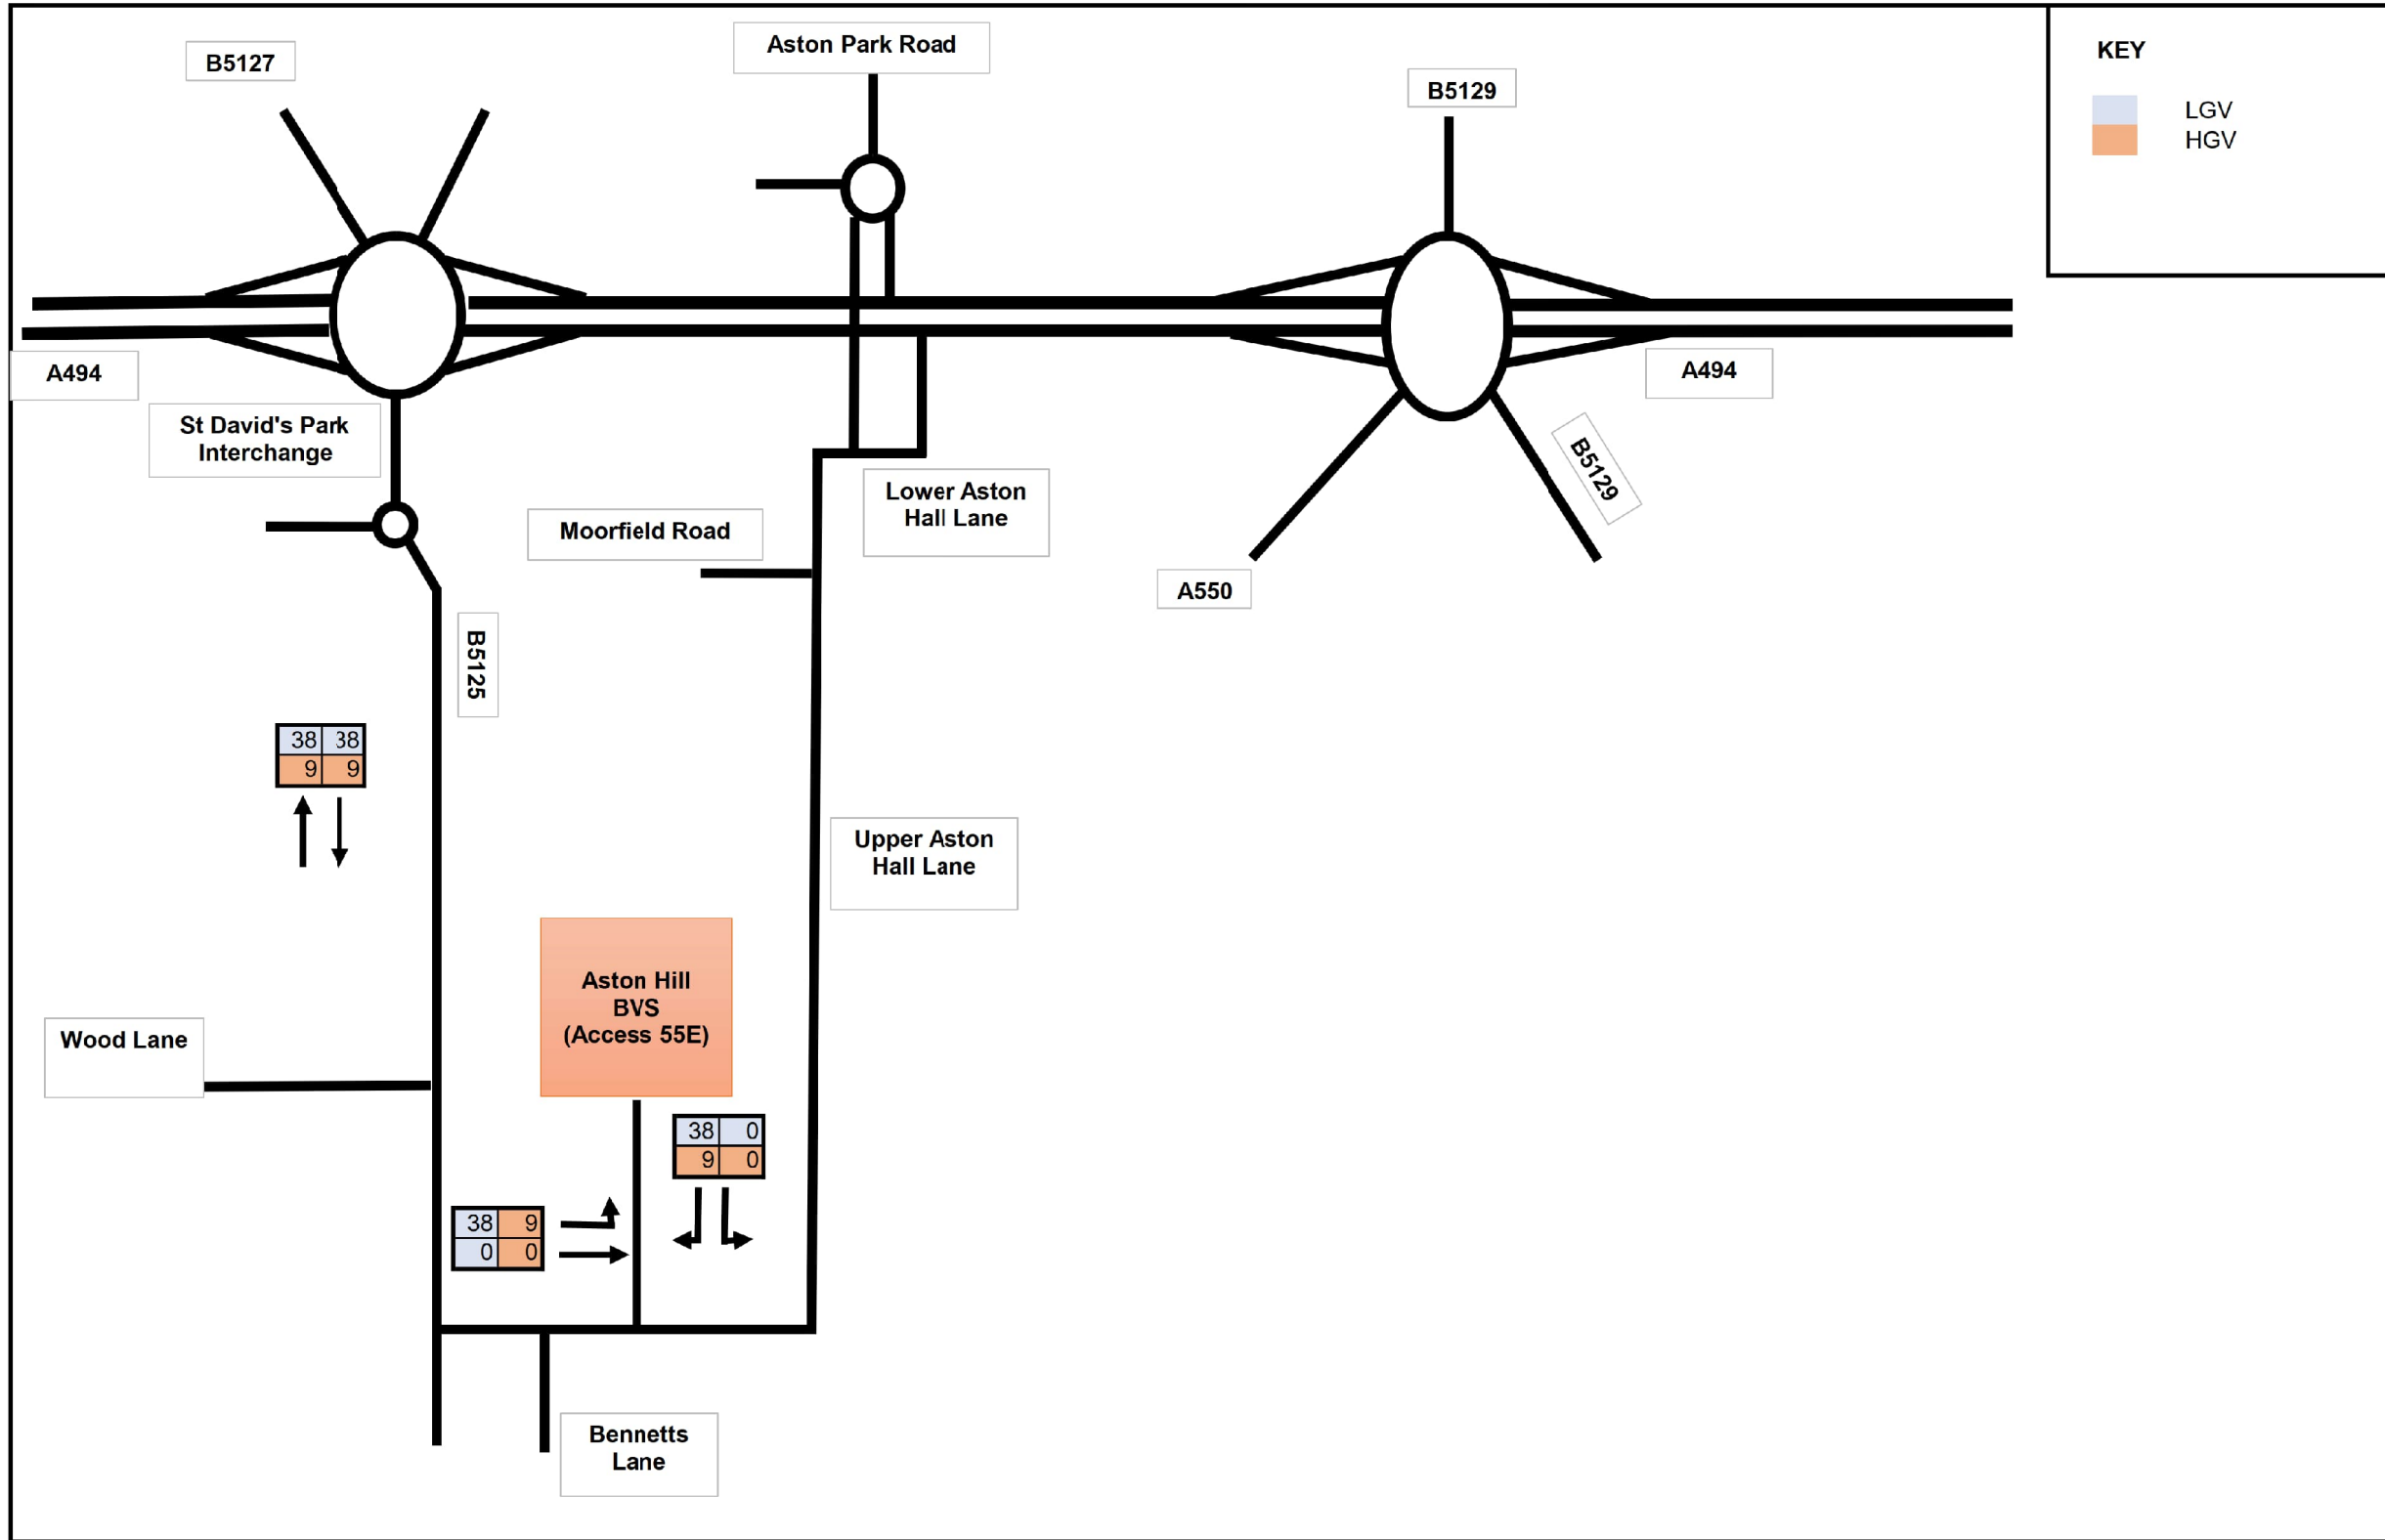 B5127
Aston Park Road
B5129
KEY
LGV
HGV
A494
St David's Park
Interchange
A494
B5129
Lower Aston
Hall Lane
Moorfield Road
A550
B5125
38 38
9 9
Upper Aston
Hall Lane
Aston Hill
BVS
(Access 55E)
Wood Lane
38 0
9 0
38 9
0 0
Bennetts
Lane